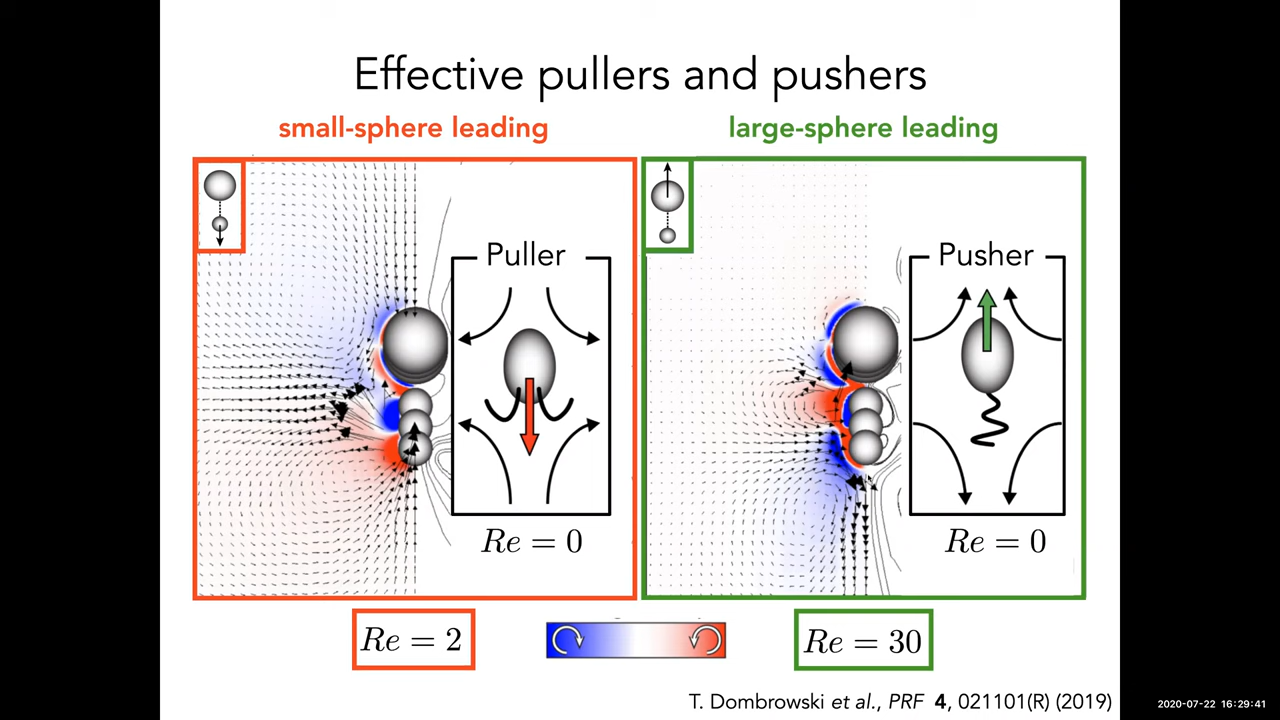 Effective pullers and pushers
small-sphere leading
large-sphere leading
Puller
Re = 0
Pusher
Re = 0
Re = 2
Re = 30
T. Dombrowski et al., PRF 4, 021101(R) (2019)
2020-07-22 16:29:41